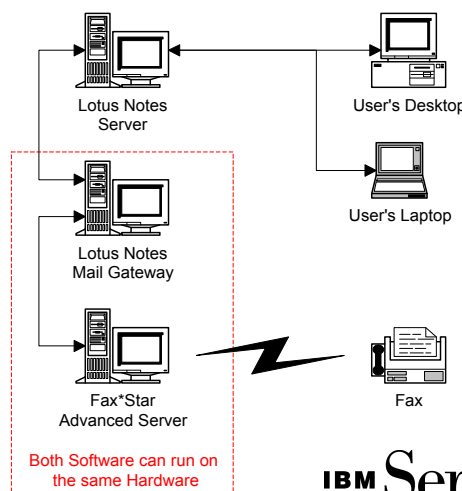 Lotus Notes
Server
User's Desktop
User's Laptop
Lotus Notes
Mail Gateway
Fax*Star
Advanced Server
Fax
Both Software can run on
the same Hardware
IBM Ser